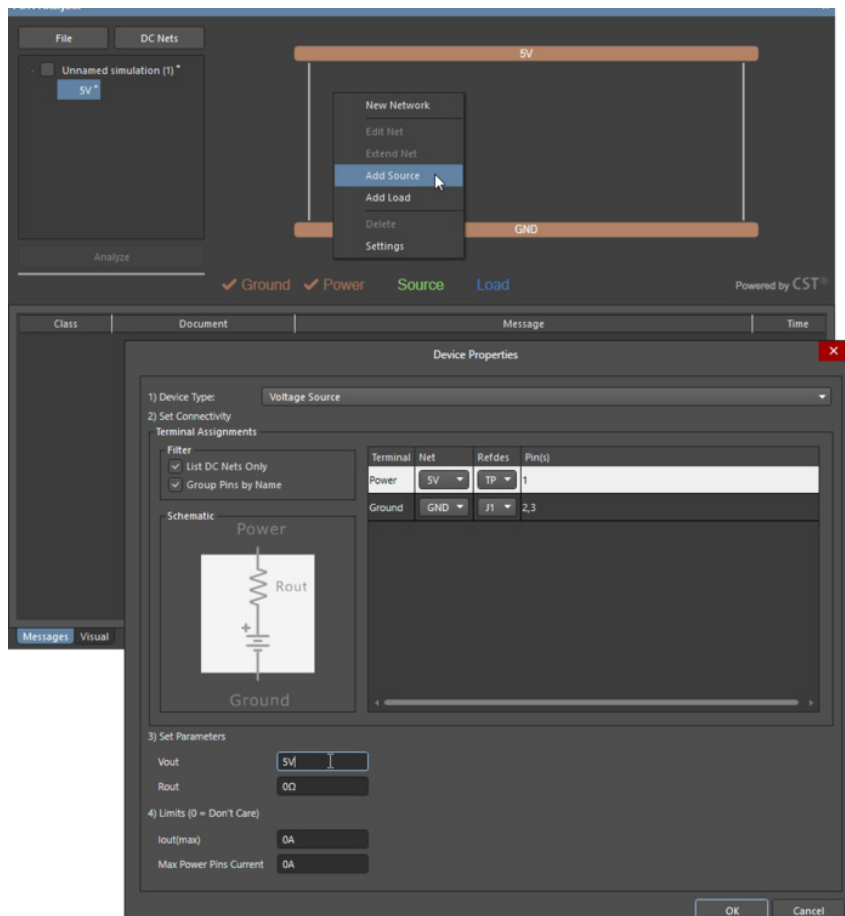 File DC Nets
5V
Unnamed simulation (1) *
5V *
New Network
Edit Net
Extend Net
Add Source
Add Load
Delete
Settings
GND
Analyze
Ground Power Source Load
Powered by CST®
Class Document Message Time
Device Properties
1) Device Type: Voltage Source
2) Set Connectivity
Terminal Assignments
Filter
List DC Nets Only
Group Pins by Name
Terminal Net Refdes Pin(s)
Power 5V TP 1
Ground GND J1 2,3
Schematic
Power
Rout
+
Ground
Messages Visual
3) Set Parameters
Vout 5V
Rout 0Ω
4) Limits (0 = Don't Care)
Iout(max) 0A
Max Power Pins Current 0A
OK Cancel